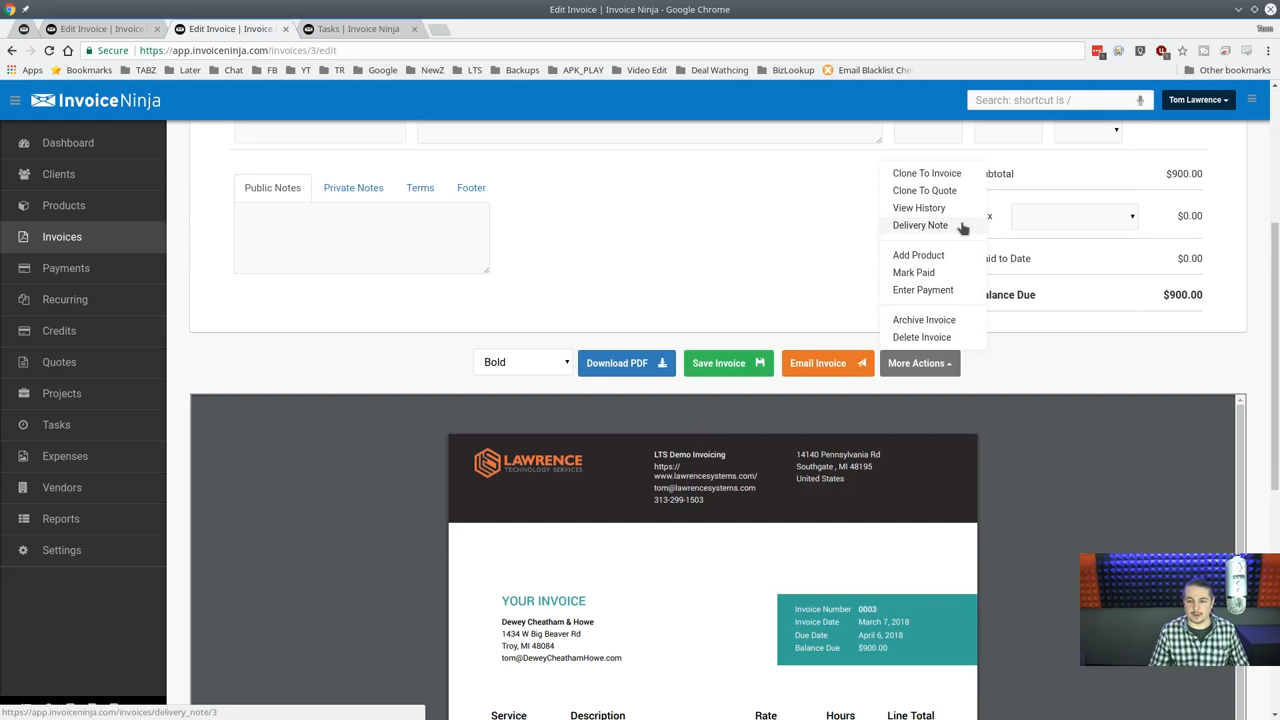 Edit Invoice | Invoice Ninja - Google Chrome
Edit Invoice | Invoice
Edit Invoice | Invoice
Tasks | Invoice Ninja
Tom
Secure
https://app.invoiceninja.com/invoices/3/edit
Apps
Bookmarks
TABZ
Later
Chat
FB
YT
TR
Google
NewZ
LTS
Backups
APK_PLAY
Video Edit
Deal Wathcing
BizLookup
Email Blacklist Che
Other bookmarks
InvoiceNinja
Search: shortcut is /
Tom Lawrence
Dashboard
Clients
Products
Invoices
Payments
Recurring
Credits
Quotes
Projects
Tasks
Expenses
Vendors
Reports
Settings
Public Notes
Private Notes
Terms
Footer
Clone To Invoice
Clone To Quote
View History
Delivery Note
Add Product
Mark Paid
Enter Payment
Archive Invoice
Delete Invoice
ubtotal
$900.00
x
$0.00
aid to Date
$0.00
alance Due
$900.00
Bold
Download PDF
Save Invoice
Email Invoice
More Actions
LAWRENCE
TECHNOLOGY SERVICES
LTS Demo Invoicing
https://
www.lawrencesystems.com/
tom@lawrencesystems.com
313-299-1503
14140 Pennsylvania Rd
Southgate , MI 48195
United States
YOUR INVOICE
Dewey Cheatham & Howe
1434 W Big Beaver Rd
Troy, MI 48084
tom@DeweyCheathamHowe.com
Invoice Number 0003
Invoice Date March 7, 2018
Due Date April 6, 2018
Balance Due $900.00
Service Description Rate Hours Line Total
https://app.invoiceninja.com/invoices/delivery_note/3